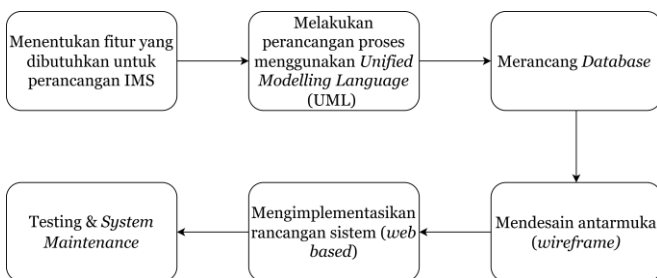 Menentukan fitur yang
dibutuhkan untuk
perancangan IMS
Melakukan
perancangan proses
menggunakan Unified
Modelling Language
(UML)
Merancang Database
Mendesain antarmuka
(wireframe)
Mengimplementasikan
rancangan sistem (web
based)
Testing & System
Maintenance